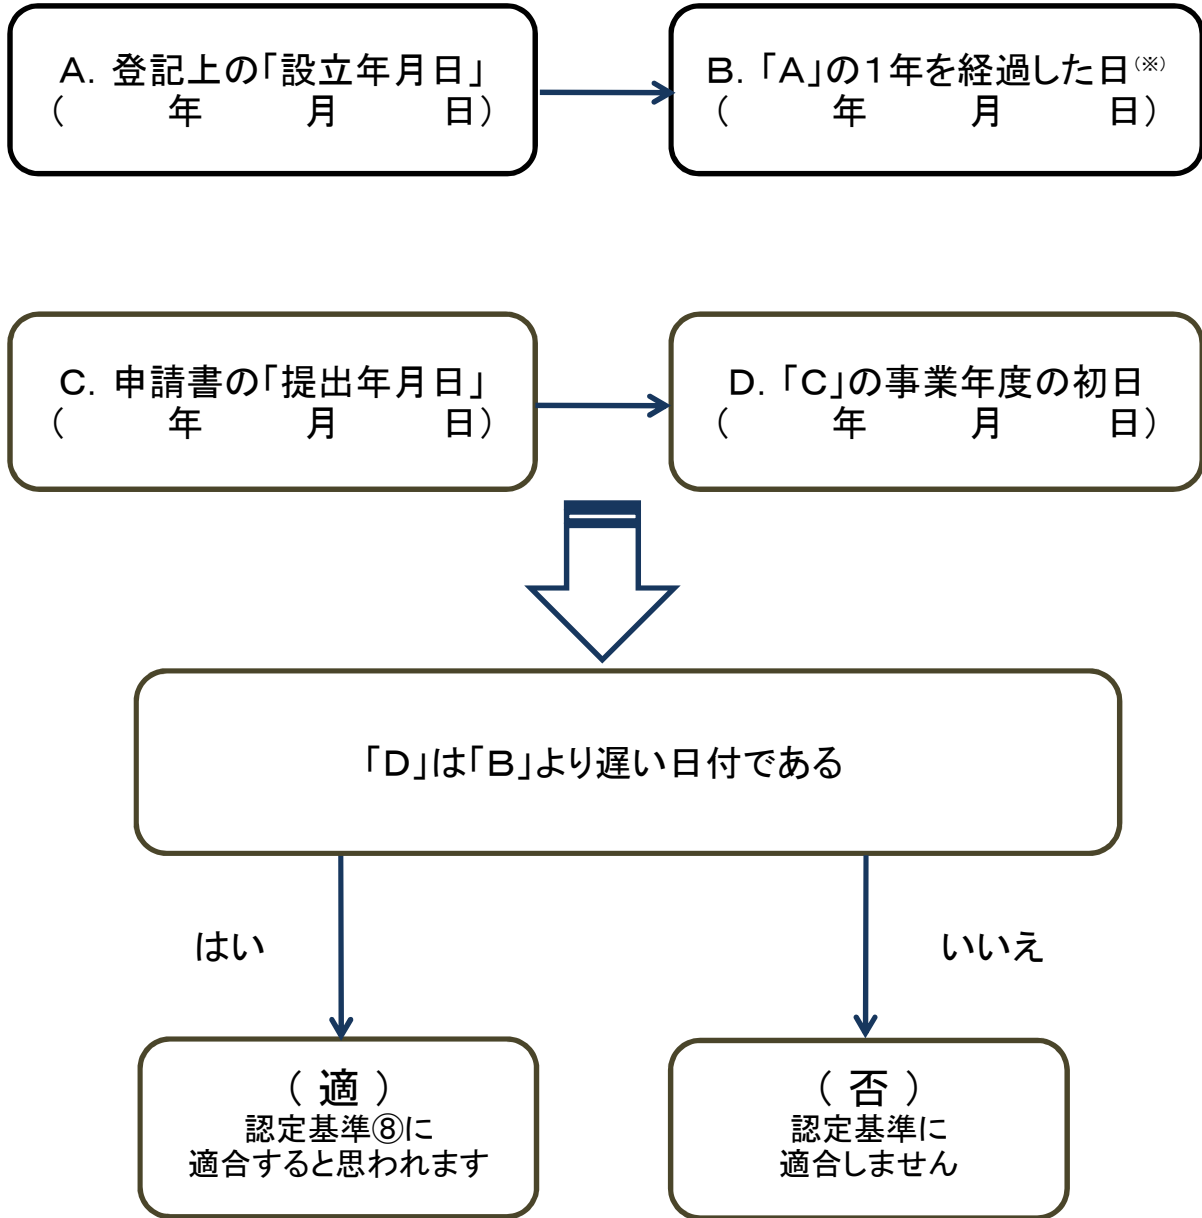 A. 登記上の「設立年月日」
(　　　年　　　月　　　日)
B. 「A」の１年を経過した日(※)
(　　　年　　　月　　　日)
C. 申請書の「提出年月日」
(　　　年　　　月　　　日)
D. 「C」の事業年度の初日
(　　　年　　　月　　　日)
「D」は「B」より遅い日付である
はい
いいえ
( 適 )
認定基準⑧に
適合すると思われます
( 否 )
認定基準に
適合しません